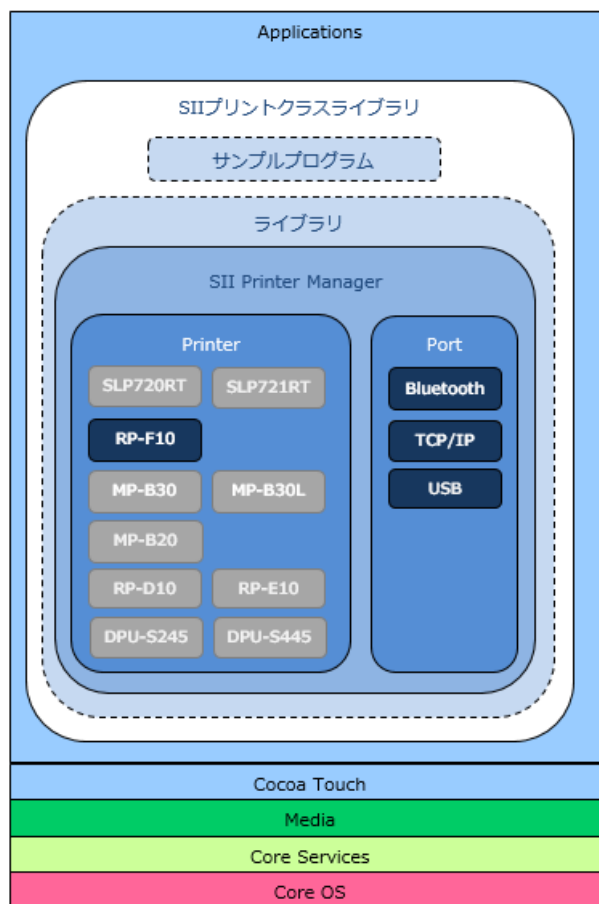 Applications
SIIプリントクラスライブラリ
サンプルプログラム
ライブラリ
SII Printer Manager
Printer
SLP720RT
SLP721RT
RP-F10
MP-B30
MP-B30L
MP-B20
RP-D10
RP-E10
DPU-S245
DPU-S445
Port
Bluetooth
TCP/IP
USB
Cocoa Touch
Media
Core Services
Core OS